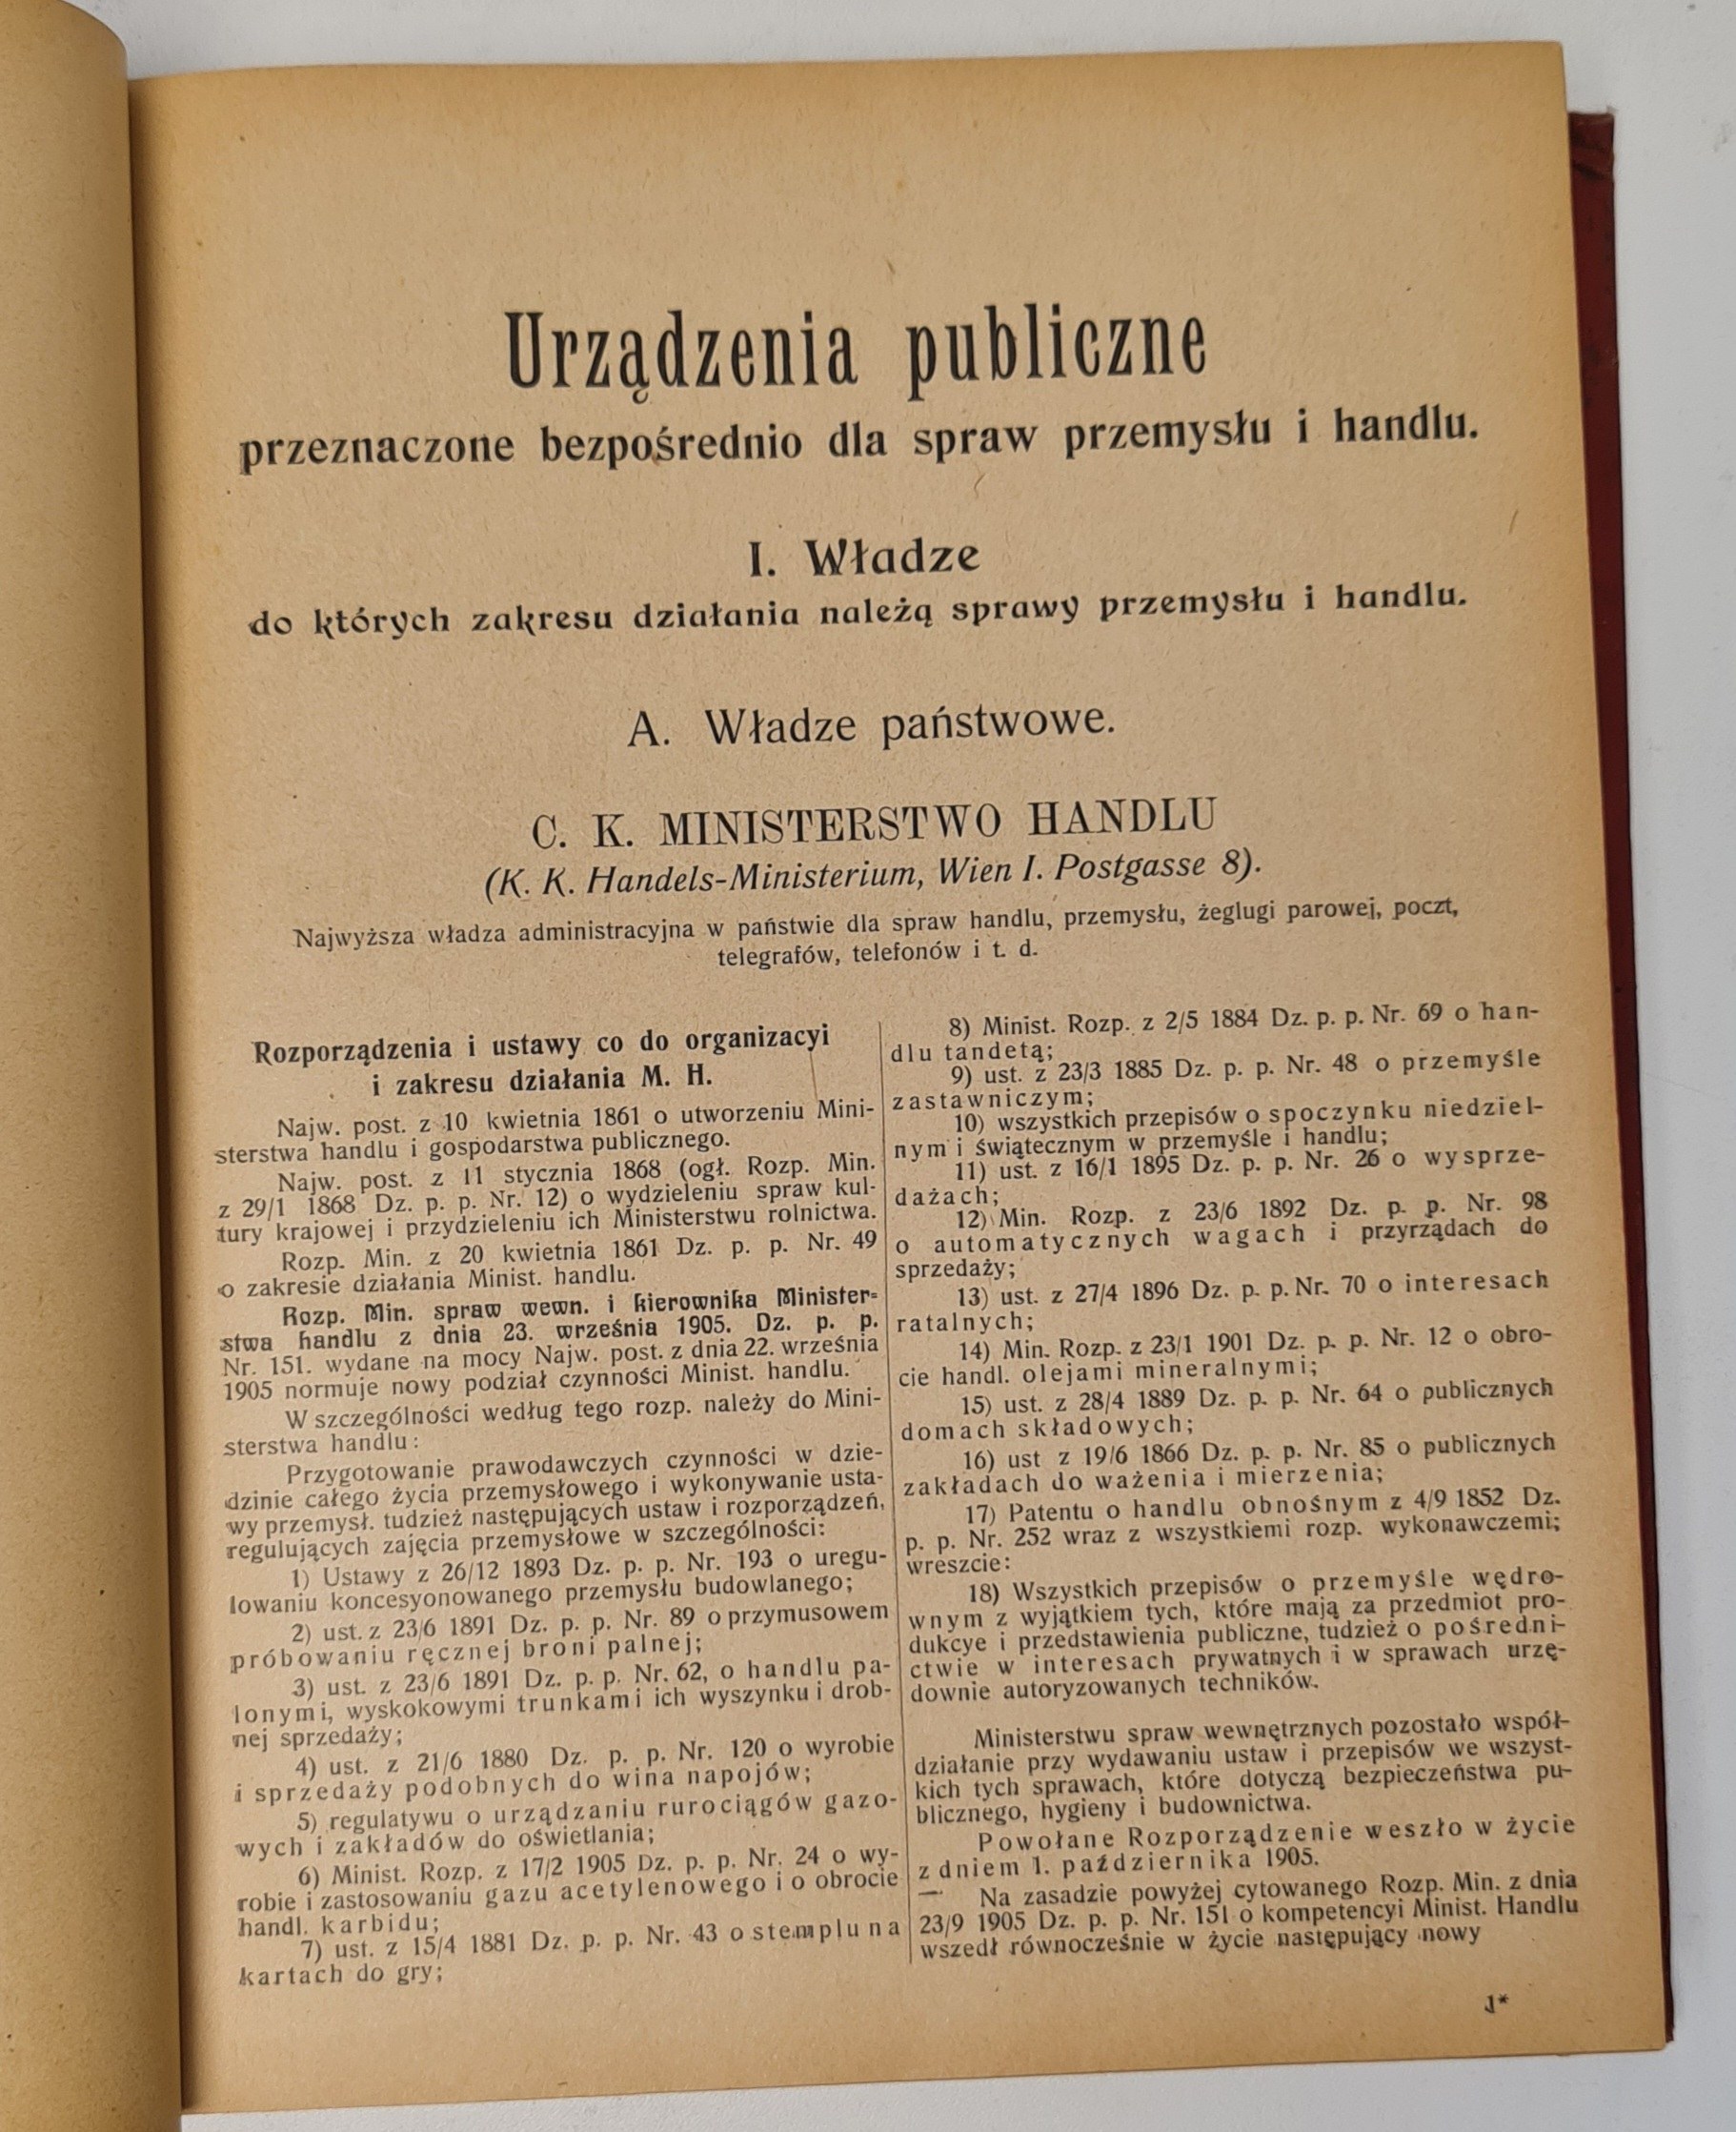 Urządzenia publiczne
przeznaczone bezpośrednio dla spraw przemysłu i handlu.
I. Władze
do których zakresu działania należą sprawy przemysłu i handlu.
A. Władze państwowe.
C. K. MINISTERSTWO HANDLU
(K. K. Handels-Ministerium, Wien I. Postgasse 8).
Najwyższa władza administracyjna w państwie dla spraw handlu, przemysłu, żeglugi parowej, poczt,
telegrafów, telefonów i t. d.
Rozporządzenia i ustawy co do organizacyi
i zakresu działania M. H.
Najw. post. z 10 kwietnia 1861 o utworzeniu Mini-
sterstwa handlu i gospodarstwa publicznego.
Najw. post. z 11 stycznia 1868 (ogł. Rozp. Min.
z 29/1 1868 Dz. p. p. Nr. 12) o wydzieleniu spraw kul-
tury krajowej i przydzieleniu ich Ministerstwu rolnictwa.
Rozp. Min. z 20 kwietnia 1861 Dz. p. p. Nr. 49
o zakresie działania Minist. handlu.
Rozp. Min. spraw wewn. i kierownika Minister-
stwa handlu z dnia 23. września 1905. Dz. p. p.
Nr. 151. wydane na mocy Najw. post. z dnia 22. września
1905 normuje nowy podział czynności Minist. handlu.
W szczególności według tego rozp. należy do Mini-
sterstwa handlu:
Przygotowanie prawodawczych czynności w dzie-
dzinie całego życia przemysłowego i wykonywanie usta-
wy przemysł. tudzież następujących ustaw i rozporządzeń,
regulujących zajęcia przemysłowe w szczególności:
1) Ustawy z 26/12 1893 Dz. p. p. Nr. 193 o uregu-
lowaniu koncesyonowanego przemysłu budowlanego;
2) ust. z 23/6 1891 Dz. p. p. Nr. 89 o przymusowem
próbowaniu ręcznej broni palnej;
3) ust. z 23/6 1891 Dz. p. p. Nr. 62, o handlu pa-
lonymi, wyskokowymi trunkami ich wyszynku i drob-
nej sprzedaży;
4) ust. z 21/6 1880 Dz. p. p. Nr. 120 o wyrobie
i sprzedaży podobnych do wina napojów;
5) regulatywu o urządzaniu rurociągów gazo-
wych i zakładów do oświetlania;
6) Minist. Rozp. z 17/2 1905 Dz. p. p. Nr. 24 o wy-
robie i zastosowaniu gazu acetylenowego i o obrocie
handl. karbidu;
7) ust. z 15/4 1881 Dz. p. p. Nr. 43 o stemplu na
kartach do gry;
8) Minist. Rozp. z 2/5 1884 Dz. p. p. Nr. 69 o han-
dlu tandetą;
9) ust. z 23/3 1885 Dz. p. p. Nr. 48 o przemyśle
zastawniczym;
10) wszystkich przepisów o spoczynku niedziel-
nym i świątecznym w przemyśle i handlu;
11) ust. z 16/1 1895 Dz. p. p. Nr. 26 o wysprze-
dażach;
12) Min. Rozp. z 23/6 1892 Dz. p. p. Nr. 98
o automatycznych wagach i przyrządach do
sprzedaży;
13) ust. z 27/4 1896 Dz. p. p. Nr. 70 o interesach
ratalnych;
14) Min. Rozp. z 23/1 1901 Dz. p. p. Nr. 12 o obro-
cie handl. olejami mineralnymi;
15) ust. z 28/4 1889 Dz. p. p. Nr. 64 o publicznych
domach składowych;
16) ust z 19/6 1866 Dz. p. p. Nr. 85 o publicznych
zakładach do ważenia i mierzenia;
17) Patentu o handlu obnośnym z 4/9 1852 Dz.
p. p. Nr. 252 wraz z wszystkiemi rozp. wykonawczemi;
wreszcie:
18) Wszystkich przepisów o przemyśle wędro-
wnym z wyjątkiem tych, które mają za przedmiot pro-
dukcye i przedstawienia publiczne, tudzież o pośredni-
ctwie w interesach prywatnych i w sprawach urzę-
downie autoryzowanych techników.
Ministerstwu spraw wewnętrznych pozostało współ-
działanie przy wydawaniu ustaw i przepisów we wszyst-
kich tych sprawach, które dotyczą bezpieczeństwa pu-
blicznego, hygieny i budownictwa.
Powołane Rozporządzenie weszło w życie
z dniem 1. października 1905.
— Na zasadzie powyżej cytowanego Rozp. Min. z dnia
23/9 1905 Dz. p. p. Nr. 151 o kompetencyi Minist. Handlu
wszedł równocześnie w życie następujący nowy
1*